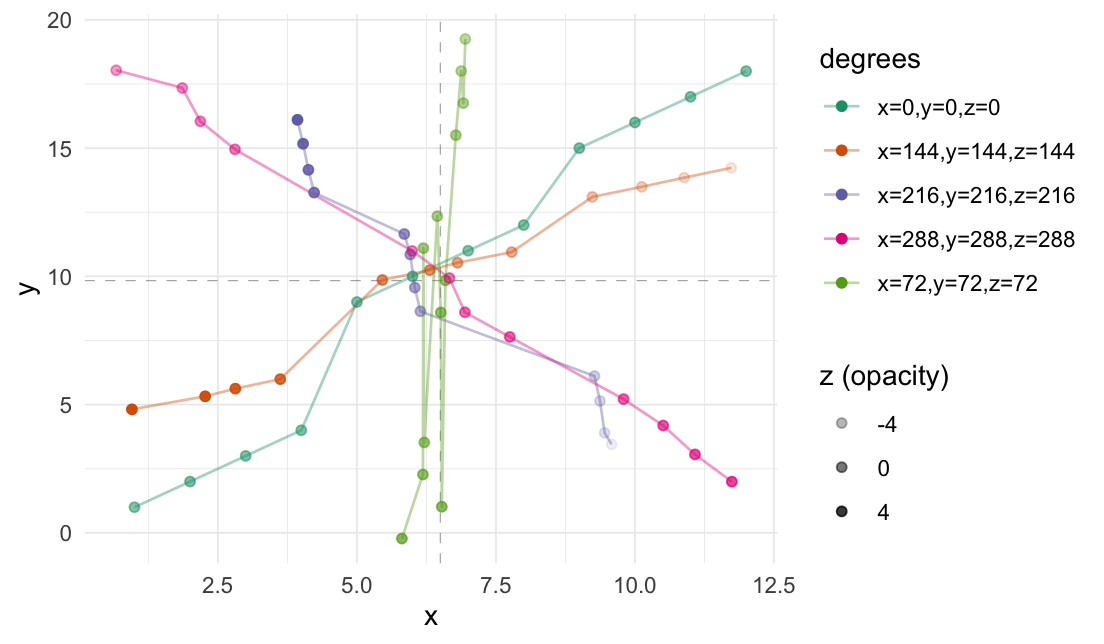 20
15
10
5
0
y
2.5
5.0
7.5
10.0
12.5
x
degrees
x=0,y=0,z=0
x=144,y=144,z=144
x=216,y=216,z=216
x=288,y=288,z=288
x=72,y=72,z=72
z (opacity)
-4
0
4